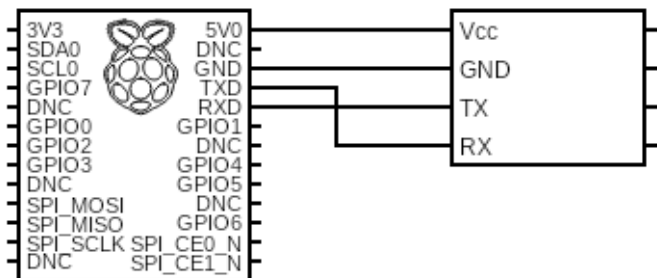 3V3 5V0
SDA0 DNC
SCL0 GND
GPIO7 TXD
DNC RXD
GPIO0 GPIO1
GPIO2 DNC
GPIO3 GPIO4
DNC GPIO5
SPI_MOSI DNC
SPI_MISO GPIO6
SPI_SCLK SPI_CE0_N
DNC SPI_CE1_N
Vcc
GND
TX
RX